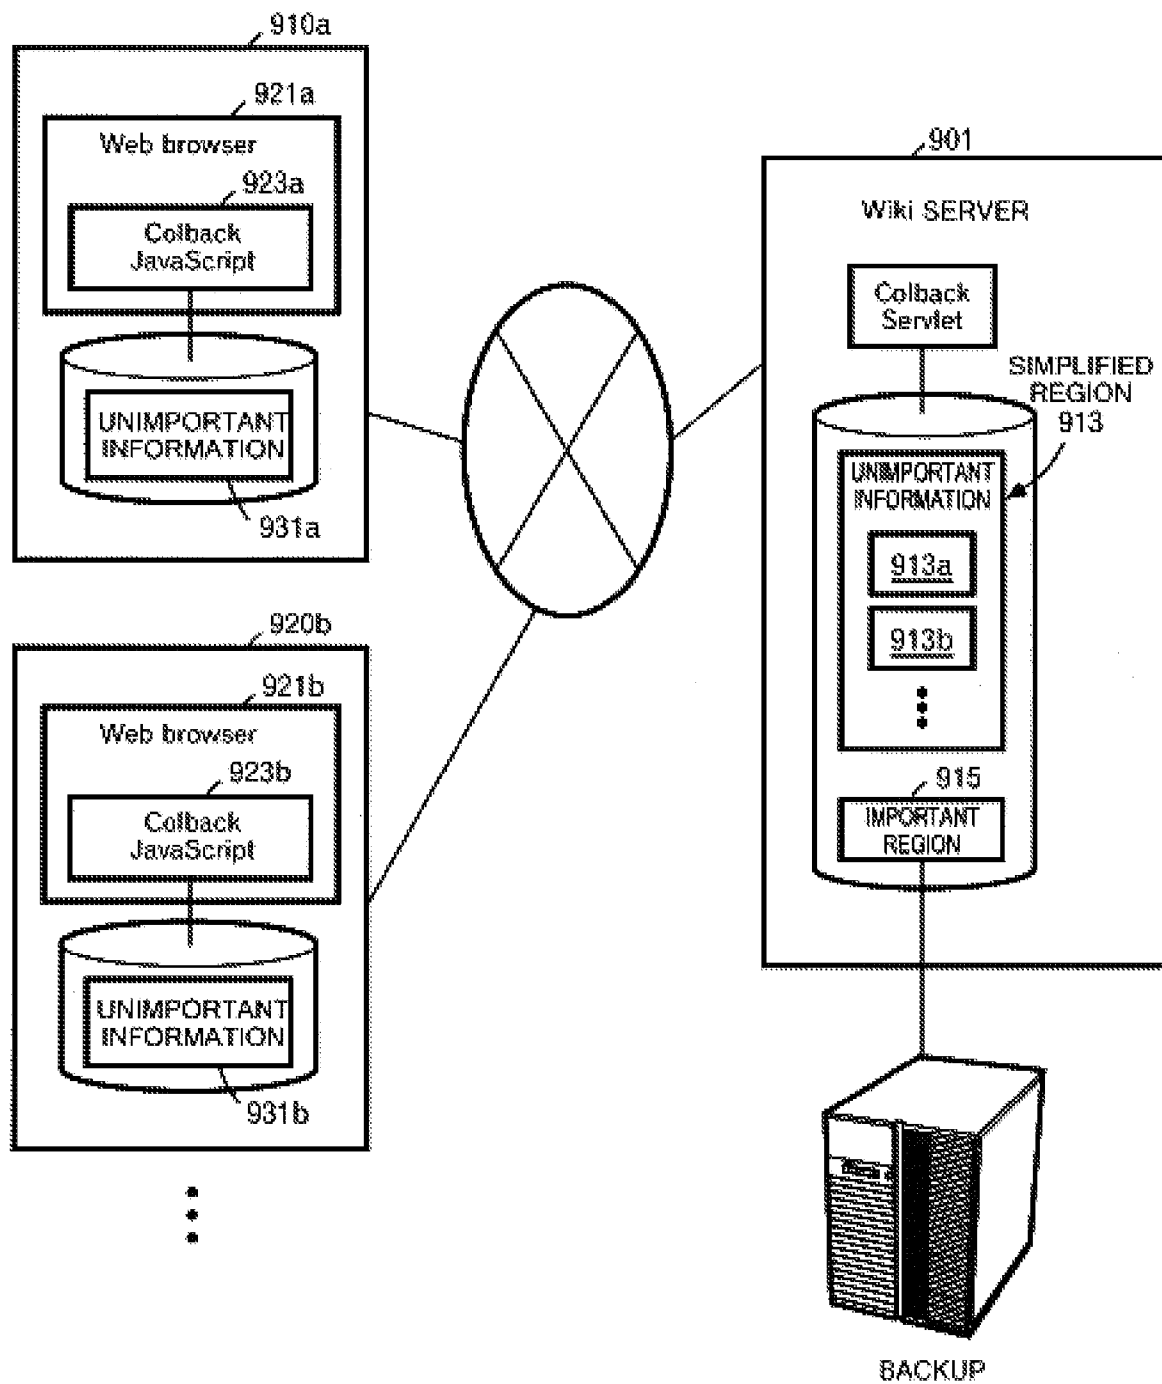 910a
921a
Web browser
923a
Colback
JavaScript
UNIMPORTANT
INFORMATION
931a
920b
921b
Web browser
923b
Colback
JavaScript
UNIMPORTANT
INFORMATION
931b
901
Wiki SERVER
Colback
Servlet
SIMPLIFIED
REGION
913
UNIMPORTANT
INFORMATION
913a
913b
915
IMPORTANT
REGION
BACKUP